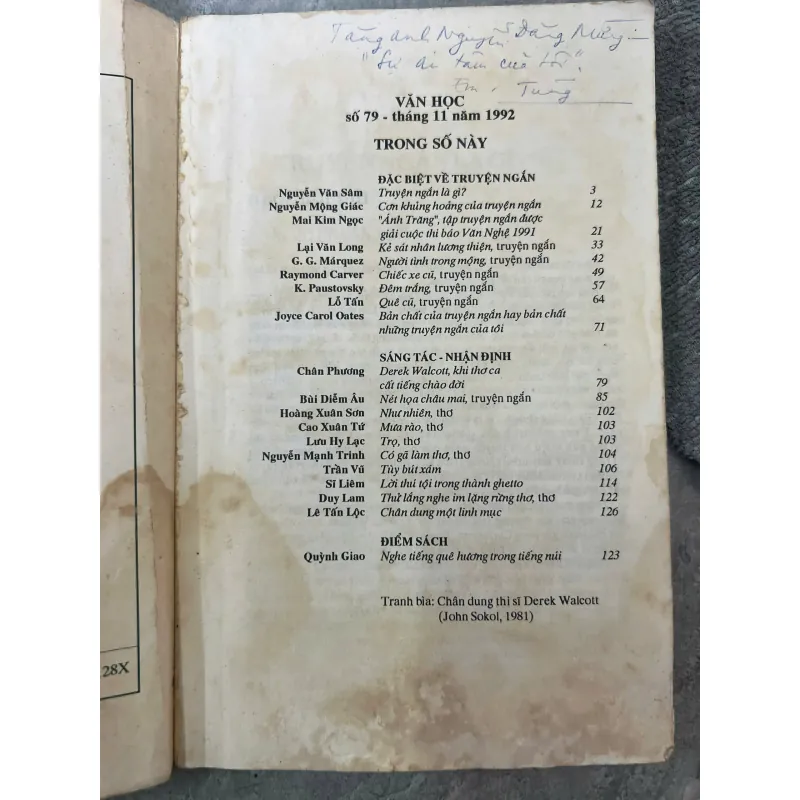 Tặng anh Nguyễn Đăng
"Sự ái tâm của tôi".
Em, Tùng
VĂN HỌC
số 79 - tháng 11 năm 1992
TRONG SỐ NÀY
ĐẶC BIỆT VỀ TRUYỆN NGẮN
Nguyễn Văn Sâm Truyện ngắn là gì? 3
Nguyễn Mộng Giác Cơn khủng hoảng của truyện ngắn 12
Mai Kim Ngọc "Ánh Trăng", tập truyện ngắn được
giải cuộc thi báo Văn Nghệ 1991 21
Lại Văn Long Kẻ sát nhân lương thiện, truyện ngắn 33
G. G. Márquez Người tình trong mộng, truyện ngắn 42
Raymond Carver Chiếc xe cũ, truyện ngắn 49
K. Paustovsky Đêm trắng, truyện ngắn 57
Lỗ Tấn Quê cũ, truyện ngắn 64
Joyce Carol Oates Bản chất của truyện ngắn hay bản chất
những truyện ngắn của tôi 71
SÁNG TÁC - NHẬN ĐỊNH
Chân Phương Derek Walcott, khi thơ ca
cất tiếng chào đời 79
Bùi Diễm Âu Nét họa châu mai, truyện ngắn 85
Hoàng Xuân Sơn Như nhiên, thơ 102
Cao Xuân Tứ Mưa rào, thơ 103
Lưu Hy Lạc Trọ, thơ 103
Nguyễn Mạnh Trinh Có gã làm thơ, thơ 104
Trần Vũ Tùy bút xám 106
Sĩ Liêm Lời thú tội trong thành ghetto 114
Duy Lam Thử lắng nghe im lặng rừng thơ, thơ 122
Lê Tấn Lộc Chân dung một linh mục 126
ĐIỂM SÁCH
Quỳnh Giao Nghe tiếng quê hương trong tiếng núi 123
Tranh bìa: Chân dung thi sĩ Derek Walcott
(John Sokol, 1981)
28X